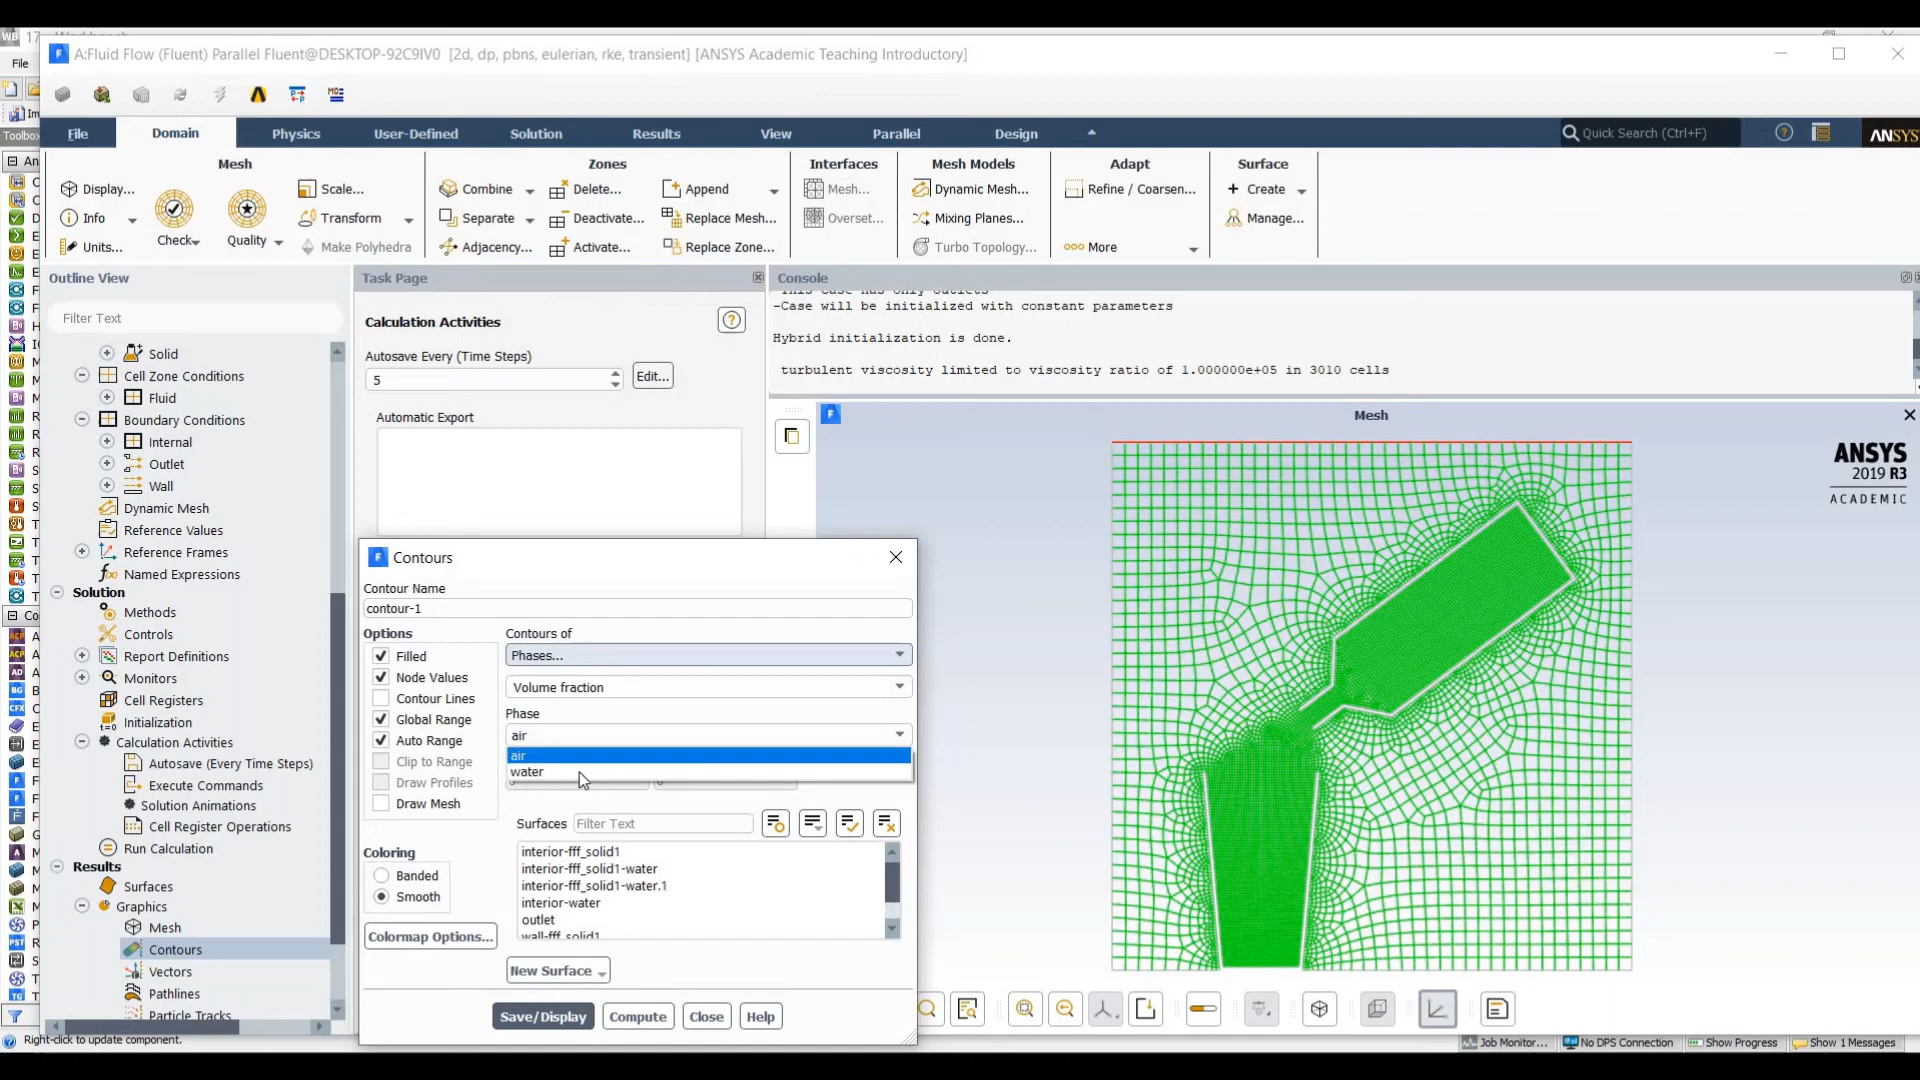 A:Fluid Flow (Fluent) Parallel Fluent@DESKTOP-92C9IV0 [2d, dp, pbns, eulerian, rke, transient] [ANSYS Academic Teaching Introductory]
File
File
Domain
Physics
User-Defined
Solution
Results
View
Parallel
Design
Quick Search (Ctrl+F)
ANSYS
Toolbox
Mesh
Display...
Info
Units...
Check
Quality
Scale...
Transform
Make Polyhedra
Zones
Combine
Separate
Adjacency...
Delete...
Deactivate...
Activate...
Append
Replace Mesh...
Replace Zone...
Interfaces
Mesh...
Overset...
Mesh Models
Dynamic Mesh...
Mixing Planes...
Turbo Topology...
Adapt
Refine / Coarsen...
More
Surface
Create
Manage...
Outline View
Filter Text
Solid
Cell Zone Conditions
Fluid
Boundary Conditions
Internal
Outlet
Wall
Dynamic Mesh
Reference Values
Reference Frames
Named Expressions
Solution
Methods
Controls
Report Definitions
Monitors
Cell Registers
Initialization
Calculation Activities
Autosave (Every Time Steps)
Execute Commands
Solution Animations
Cell Register Operations
Run Calculation
Results
Surfaces
Graphics
Mesh
Contours
Vectors
Pathlines
Particle Tracks
Task Page
Calculation Activities
Autosave Every (Time Steps)
5
Edit...
Automatic Export
Console
-This case has only outlets
-Case will be initialized with constant parameters
Hybrid initialization is done.
turbulent viscosity limited to viscosity ratio of 1.000000e+05 in 3010 cells
Mesh
ANSYS
2019 R3
ACADEMIC
Contours
Contour Name
contour-1
Options
Filled
Node Values
Contour Lines
Global Range
Auto Range
Clip to Range
Draw Profiles
Draw Mesh
Contours of
Phases...
Volume fraction
Phase
air
air
water
Surfaces
Filter Text
interior-fff_solid1
interior-fff_solid1-water
interior-fff_solid1-water.1
interior-water
outlet
wall-fff_solid1
Coloring
Banded
Smooth
Colormap Options...
New Surface
Save/Display
Compute
Close
Help
Right-click to update component.
Job Monitor...
No DPS Connection
Show Progress
Show 1 Messages